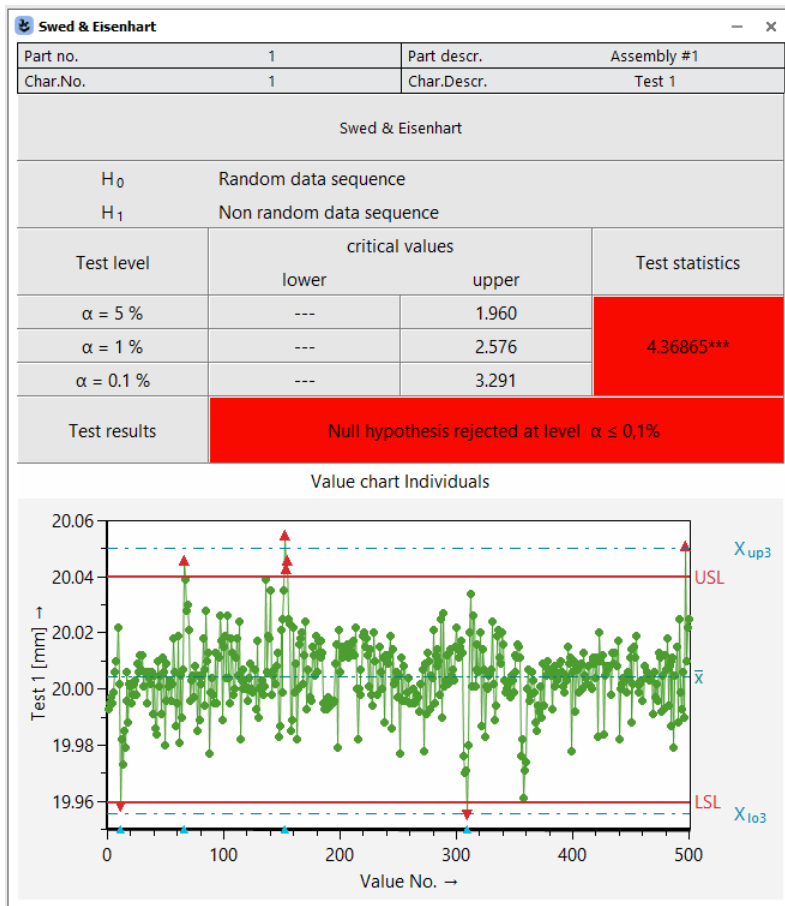 Swed & Eisenhart
Part no. 1 Part descr. Assembly #1
Char.No. 1 Char.Descr. Test 1
Swed & Eisenhart
H0 Random data sequence
H1 Non random data sequence
Test level critical values Test statistics
lower upper
α = 5 % --- 1.960
α = 1 % --- 2.576 4.36865***
α = 0.1 % --- 3.291
Test results Null hypothesis rejected at level α ≤ 0,1%
Value chart Individuals
20.06
Xup3
20.04 USL
20.02
20.00
x̄
19.98
19.96 LSL
Xlo3
Test 1 [mm] →
0 100 200 300 400 500
Value No. →